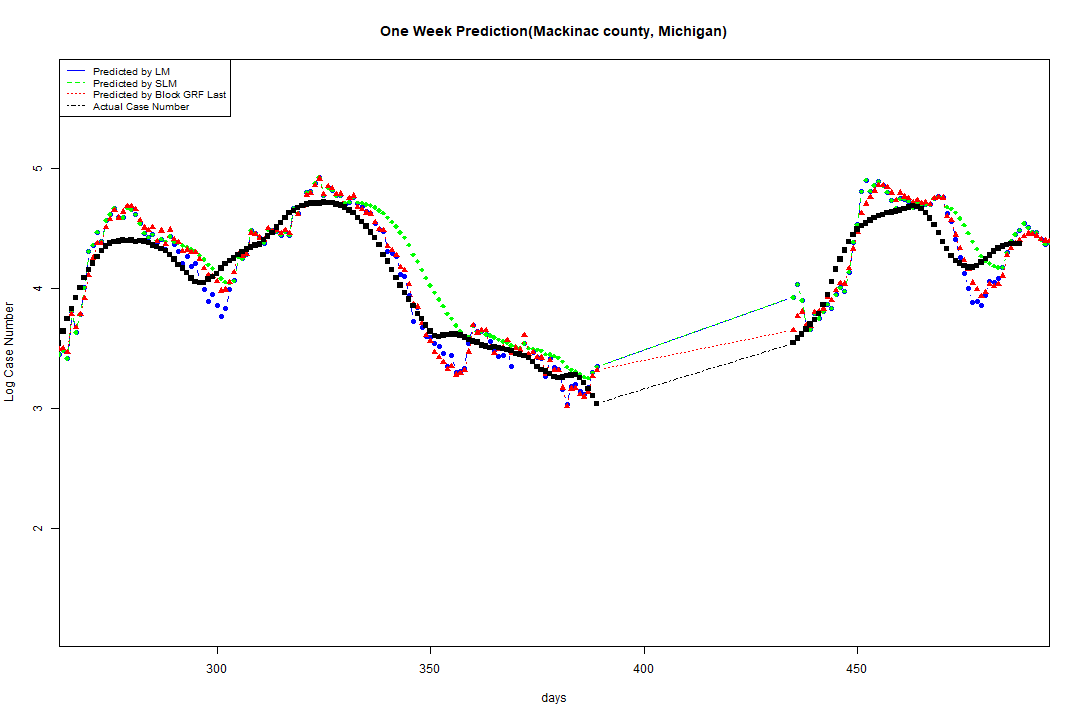 One Week Prediction(Mackinac county, Michigan)
Predicted by LM
Predicted by SLM
Predicted by Block GRF Last
Actual Case Number
5
4
3
2
Log Case Number
300 350 400 450
days